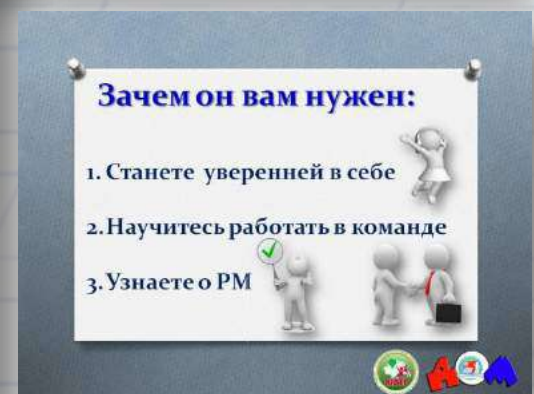 Зачем он вам нужен:
1. Станете уверенней в себе
2.Научитесь работать в команде
3.Узнаете о РМ